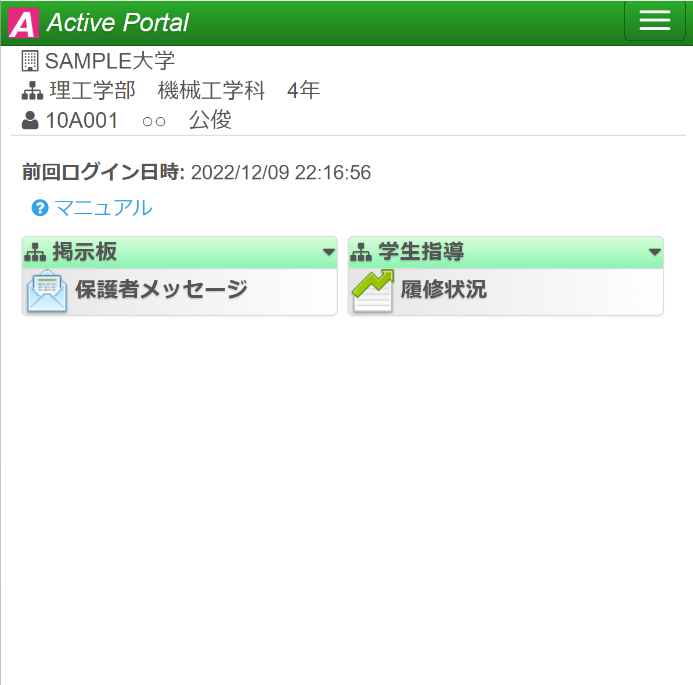 A Active Portal
SAMPLE大学
理工学部　機械工学科　4年
10A001　○○　公俊
前回ログイン日時: 2022/12/09 22:16:56
? マニュアル
掲示板
保護者メッセージ
学生指導
履修状況